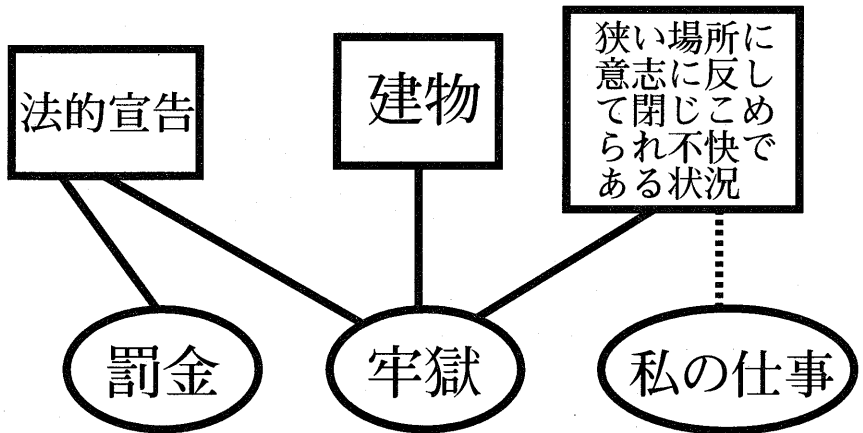 法的宣告
建物
狭い場所に
意志に反し
て閉じこめ
られ不快で
ある状況
罰金
牢獄
私の仕事